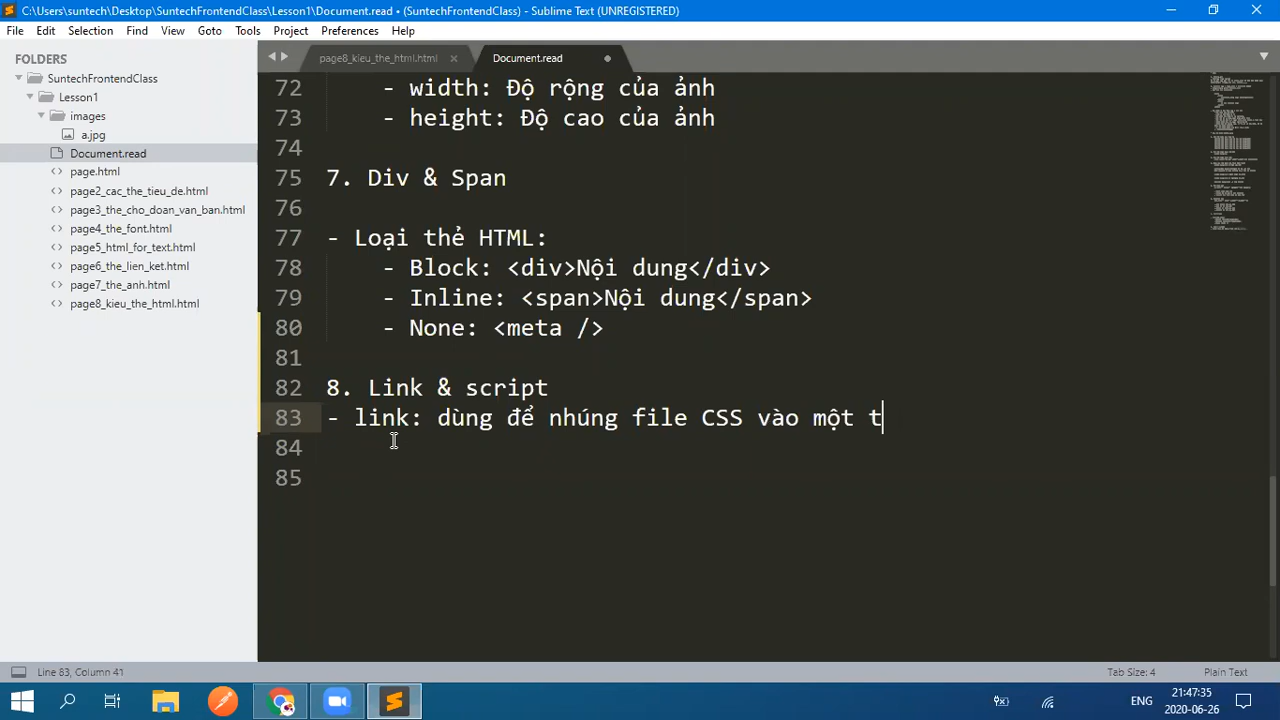 C:\Users\suntech\Desktop\SuntechFrontendClass\Lesson1\Document.read • (SuntechFrontendClass) - Sublime Text (UNREGISTERED)
File Edit Selection Find View Goto Tools Project Preferences Help
FOLDERS
SuntechFrontendClass
Lesson1
images
a.jpg
Document.read
page.html
page2_cac_the_tieu_de.html
page3_the_cho_doan_van_ban.html
page4_the_font.html
page5_html_for_text.html
page6_the_lien_ket.html
page7_the_anh.html
page8_kieu_the_html.html
page8_kieu_the_html.html Document.read
72 - width: Độ rộng của ảnh
73 - height: Độ cao của ảnh
74
75 7. Div & Span
76
77 - Loại thẻ HTML:
78 - Block: <div>Nội dung</div>
79 - Inline: <span>Nội dung</span>
80 - None: <meta />
81
82 8. Link & script
83 - link: dùng để nhúng file CSS vào một t
84
85
Line 83, Column 41 Tab Size: 4 Plain Text
ENG
21:47:35
2020-06-26